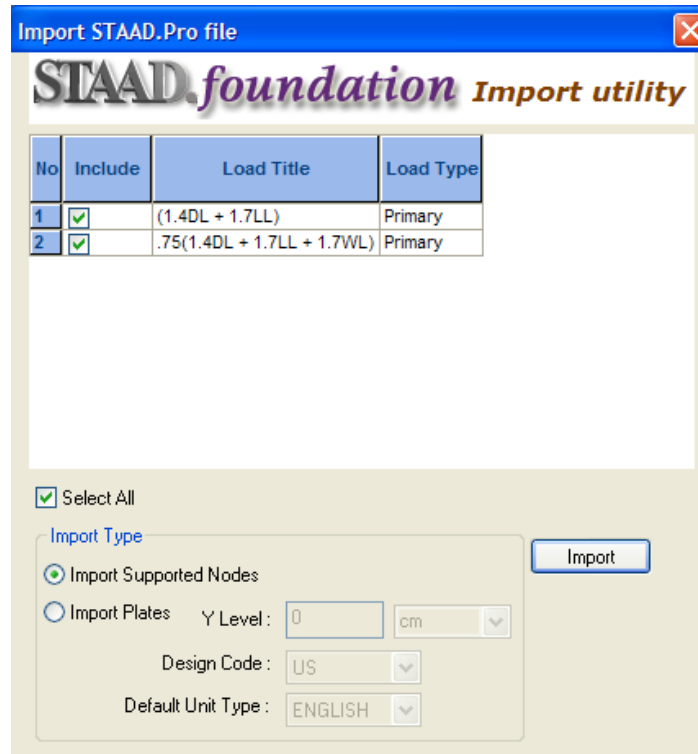 Import STAAD.Pro file
STAAD.foundation Import utility
No Include Load Title Load Type
1 (1.4DL + 1.7LL) Primary
2 .75(1.4DL + 1.7LL + 1.7WL) Primary
Select All
Import Type
Import Supported Nodes
Import
Import Plates Y Level : 0 cm
Design Code : US
Default Unit Type : ENGLISH